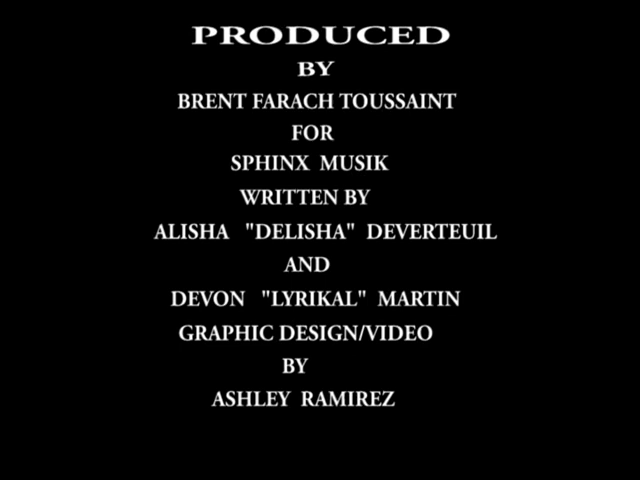 PRODUCED
BY
BRENT FARACH TOUSSAINT
FOR
SPHINX MUSIK
WRITTEN BY
ALISHA "DELISHA" DEVERTEUIL
AND
DEVON "LYRIKAL" MARTIN
GRAPHIC DESIGN/VIDEO
BY
ASHLEY RAMIREZ